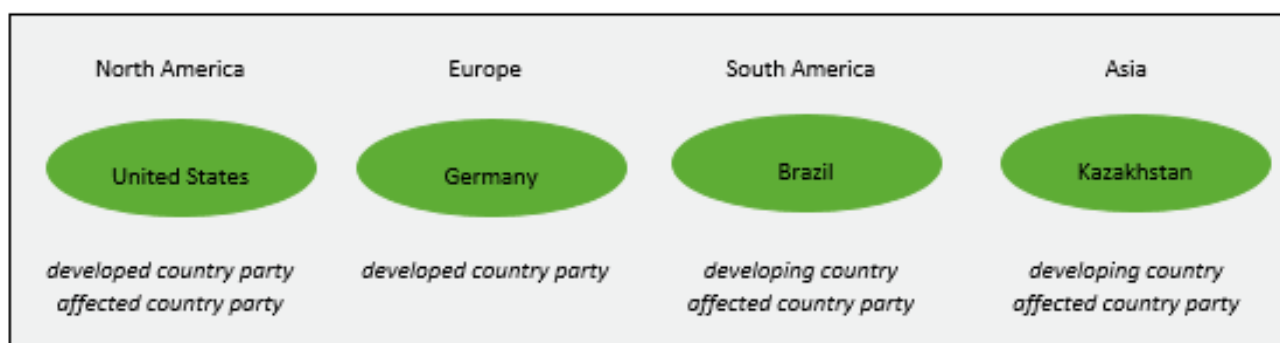 North America
Europe
South America
Asia
United States
Germany
Brazil
Kazakhstan
developed country party
affected country party
developed country party
developing country
affected country party
developing country
affected country party